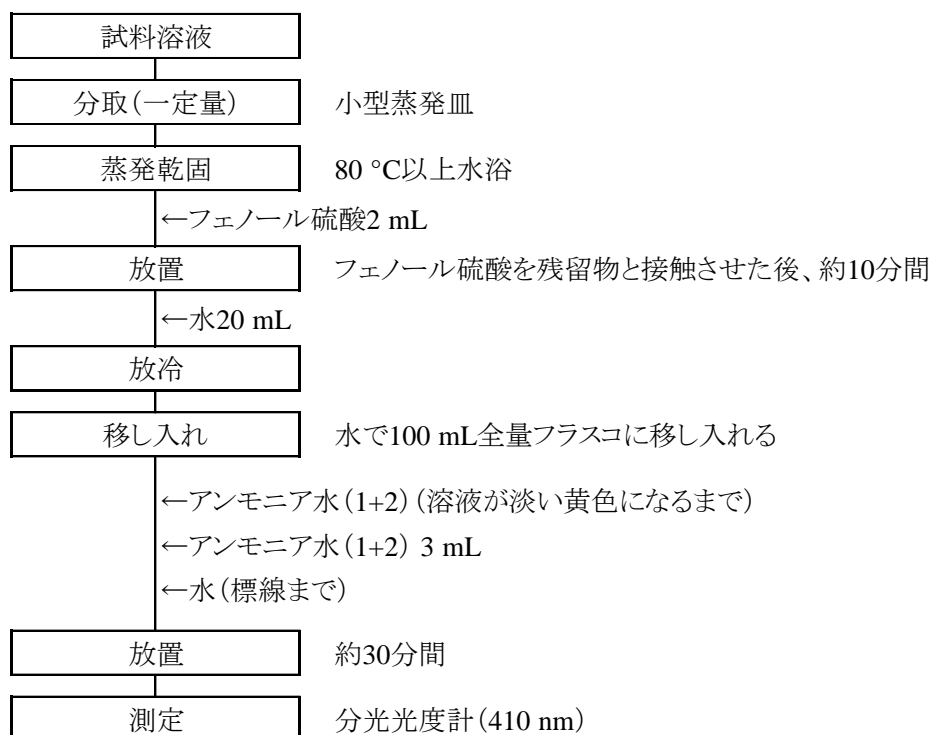 試料溶液
分取(一定量) 小型蒸発皿
蒸発乾固 80 °C以上水浴
←フェノール硫酸2 mL
放置 フェノール硫酸を残留物と接触させた後、約10分間
←水20 mL
放冷
移し入れ 水で100 mL全量フラスコに移し入れる
←アンモニア水(1+2)(溶液が淡い黄色になるまで)
←アンモニア水(1+2) 3 mL
←水(標線まで)
放置 約30分間
測定 分光光度計(410 nm)